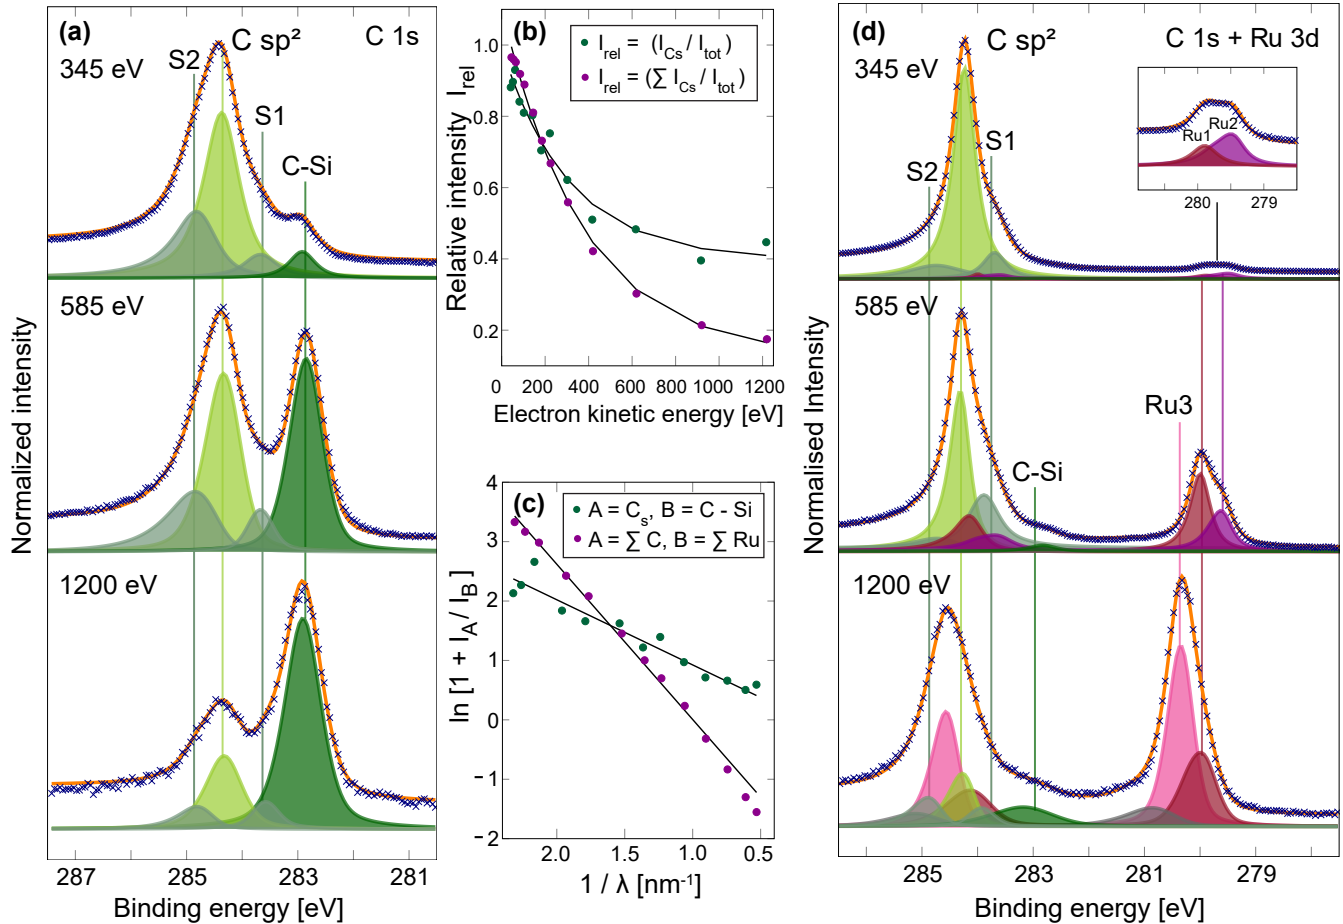 (a)
C sp²
C 1s
345 eV
S2
S1
C-Si
585 eV
1200 eV
Normalized intensity
287
285
283
281
Binding energy [eV]
(b)
I_rel = (I_Cs / I_tot)
I_rel = (∑ I_Cs / I_tot)
1.0
0.8
0.6
0.4
0.2
Relative intensity I_rel
0
200
400
600
800
1000
1200
Electron kinetic energy [eV]
(c)
A = C_s, B = C - Si
A = ∑ C, B = ∑ Ru
4
3
2
1
0
−1
−2
ln [1 + I_A / I_B]
2.0
1.5
1.0
0.5
1 / λ [nm⁻¹]
(d)
C sp²
C 1s + Ru 3d
345 eV
S2
S1
Ru1
Ru2
280
279
585 eV
Ru3
C-Si
1200 eV
Normalised Intensity
285
283
281
279
Binding energy [eV]